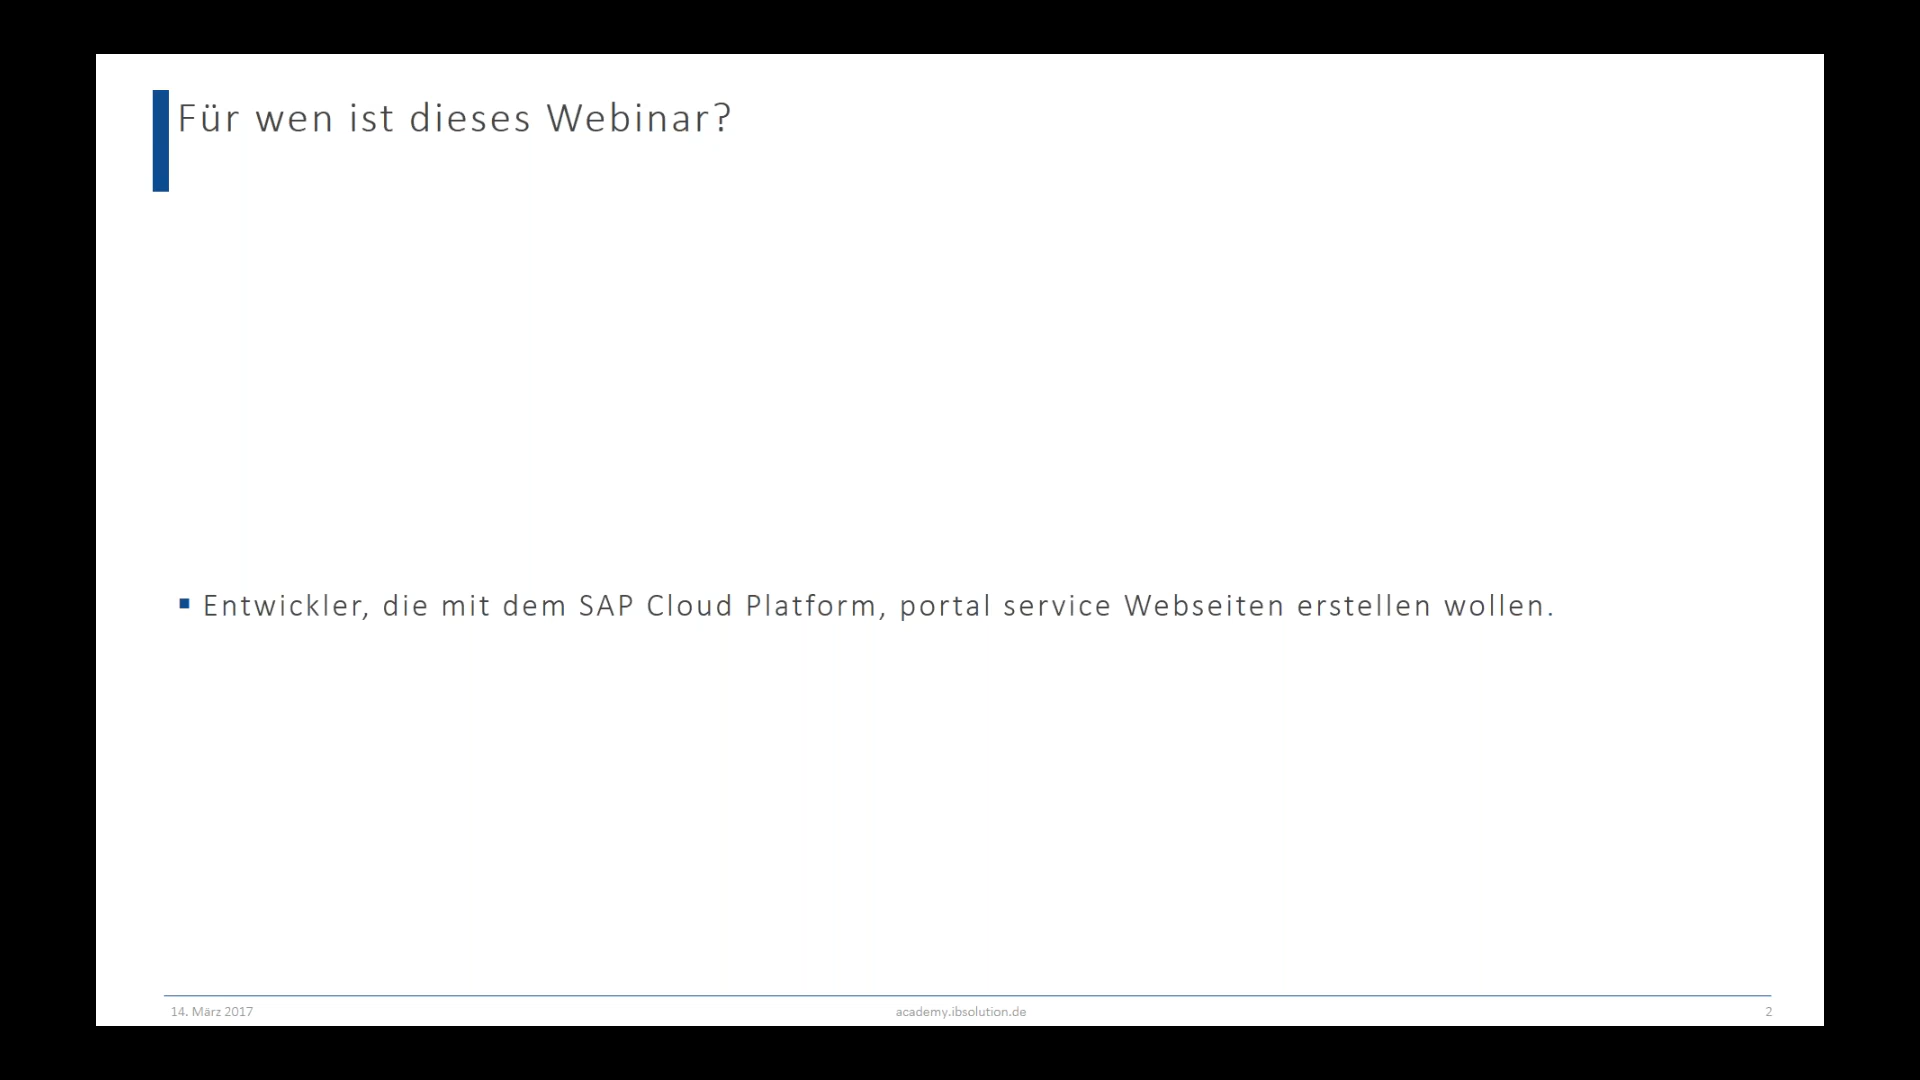 Für wen ist dieses Webinar?
▪ Entwickler, die mit dem SAP Cloud Platform, portal service Webseiten erstellen wollen.
14. März 2017
academy.ibsolution.de
2